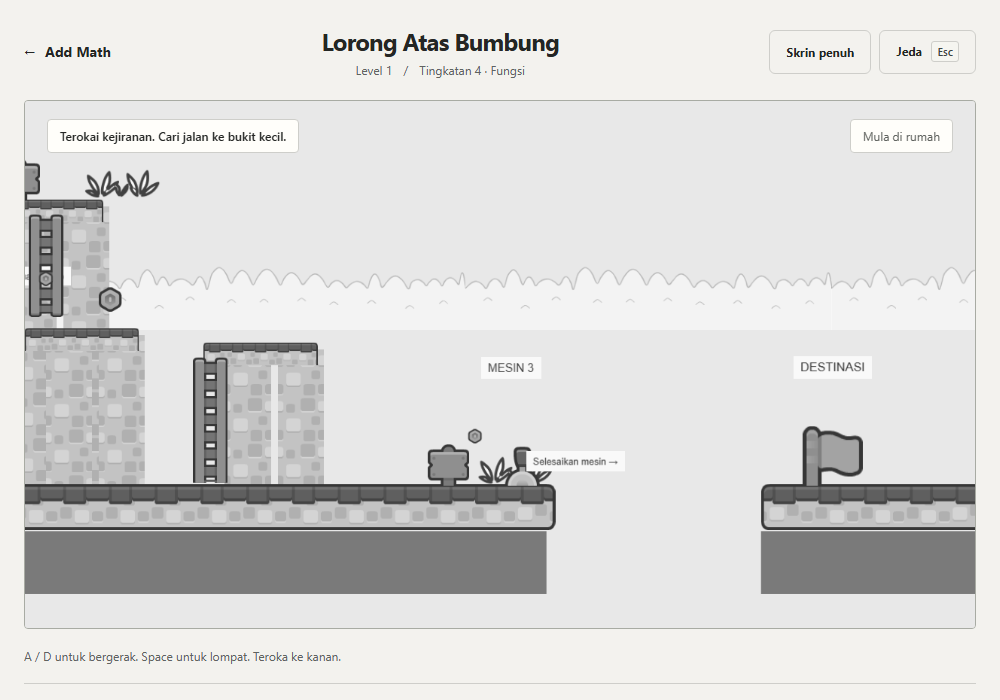 ← Add Math
Lorong Atas Bumbung
Level 1 / Tingkatan 4 · Fungsi
Skrin penuh
Jeda Esc
Terokai kejiranan. Cari jalan ke bukit kecil.
Mula di rumah
MESIN 3
DESTINASI
Selesaikan mesin →
A / D untuk bergerak. Space untuk lompat. Teroka ke kanan.